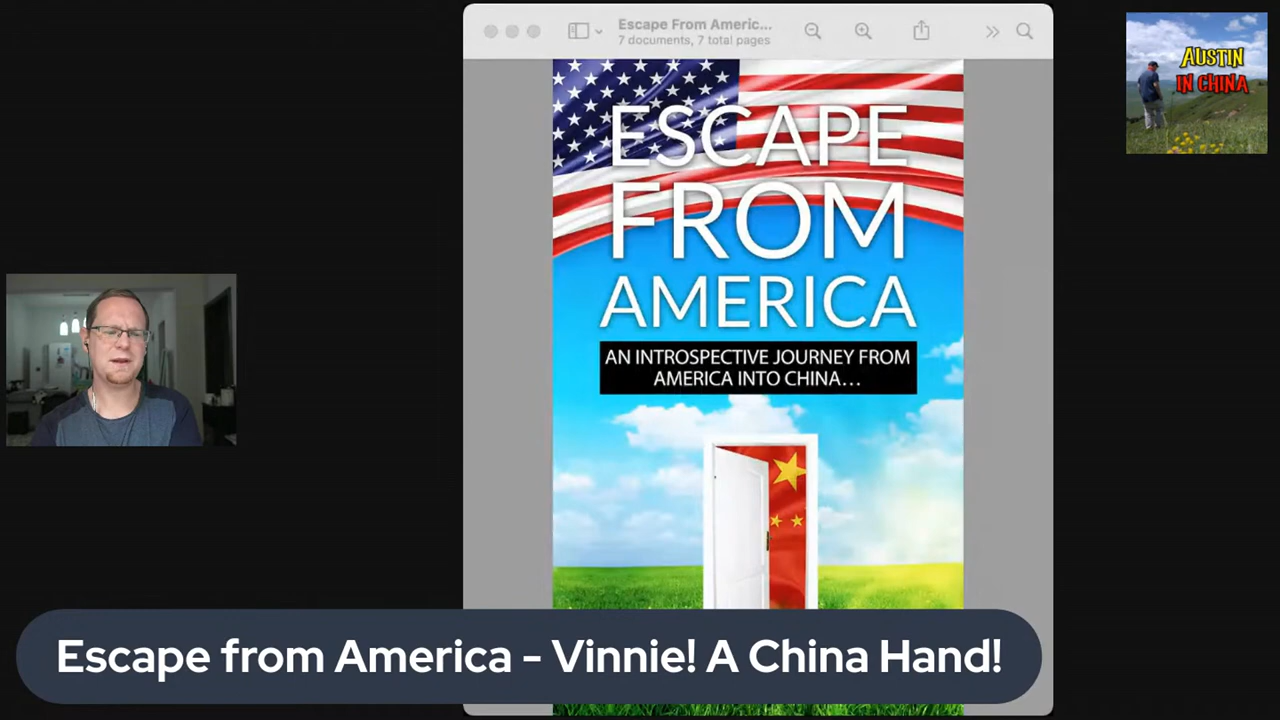 Escape From Americ...
7 documents, 7 total pages
AUSTIN
IN CHINA
ESCAPE
FROM
AMERICA
AN INTROSPECTIVE JOURNEY FROM
AMERICA INTO CHINA...
Escape from America - Vinnie! A China Hand!